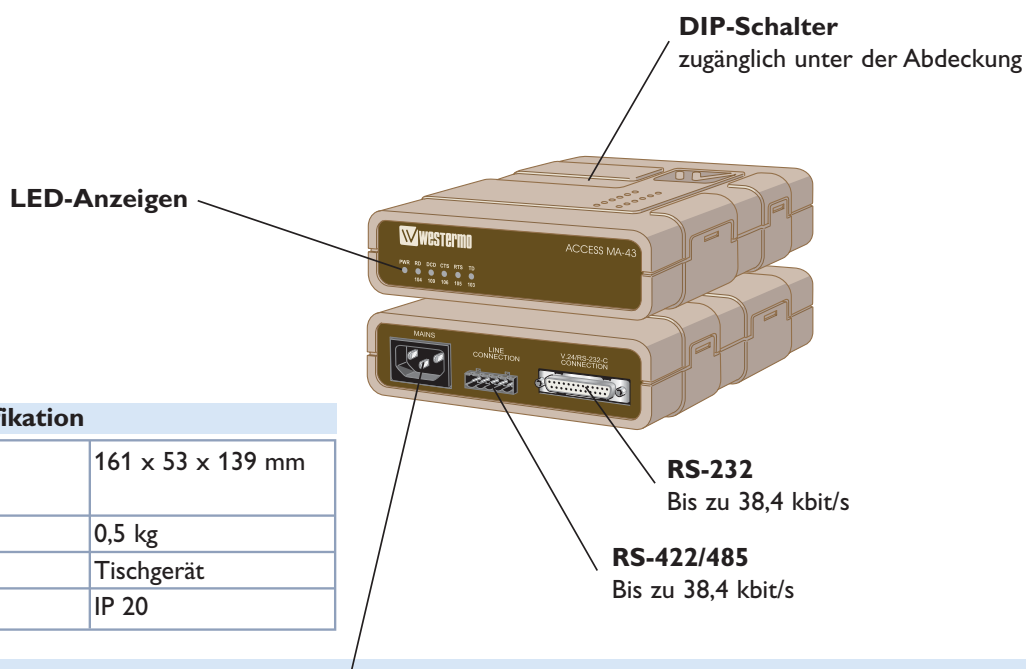 DIP-Schalter
zugänglich unter der Abdeckung
LED-Anzeigen
westermo
ACCESS MA-43
PWR RD DCD CTS RTS TD
104 109 106 105 103
MAINS
LINE
CONNECTION
V.24/RS-232-C
CONNECTION
fikation
161 x 53 x 139 mm
0,5 kg
Tischgerät
IP 20
RS-232
Bis zu 38,4 kbit/s
RS-422/485
Bis zu 38,4 kbit/s